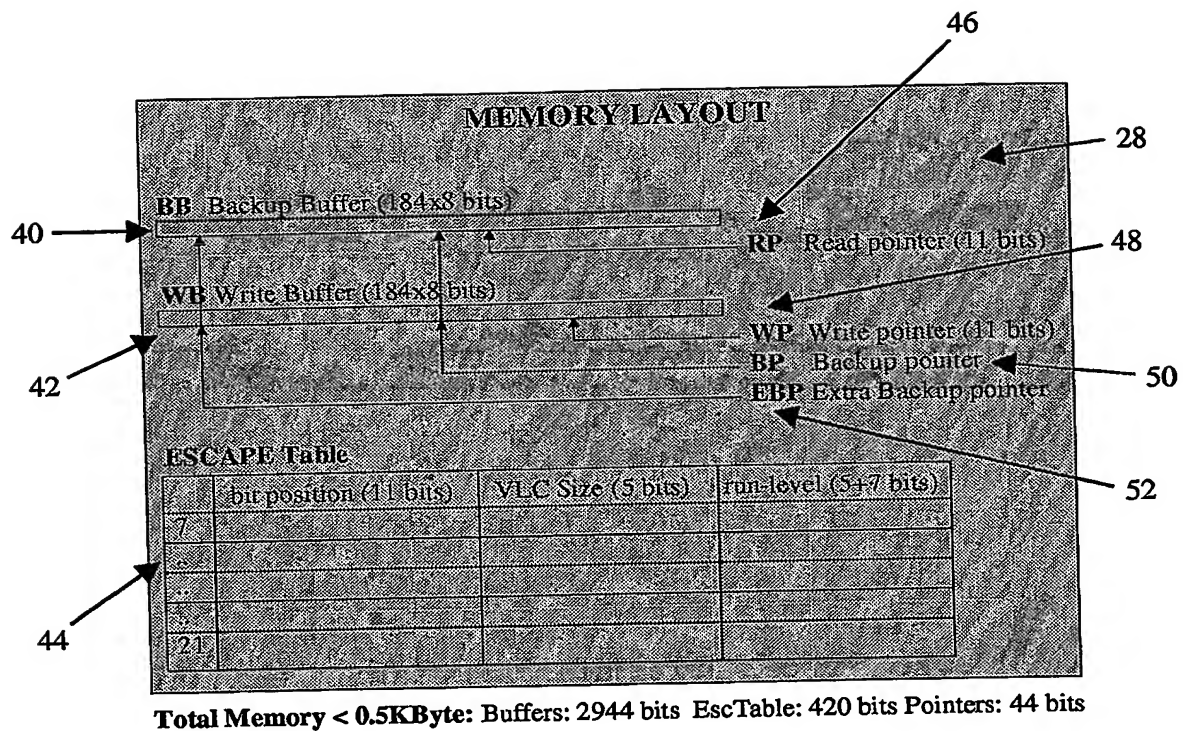 46
MEMORY LAYOUT
28
BB Backup Buffer (184x8 bits)
40
RP Read pointer (11 bits)
48
WB Write Buffer (184x8 bits)
42
WP Write pointer (11 bits)
BP Backup pointer
50
EBP Extra Backup pointer
ESCAPE Table
52
bit position (11 bits) VLC Size (5 bits) run-level (5+7 bits)
7
..
..
..
44
21
Total Memory < 0.5KByte: Buffers: 2944 bits EscTable: 420 bits Pointers: 44 bits